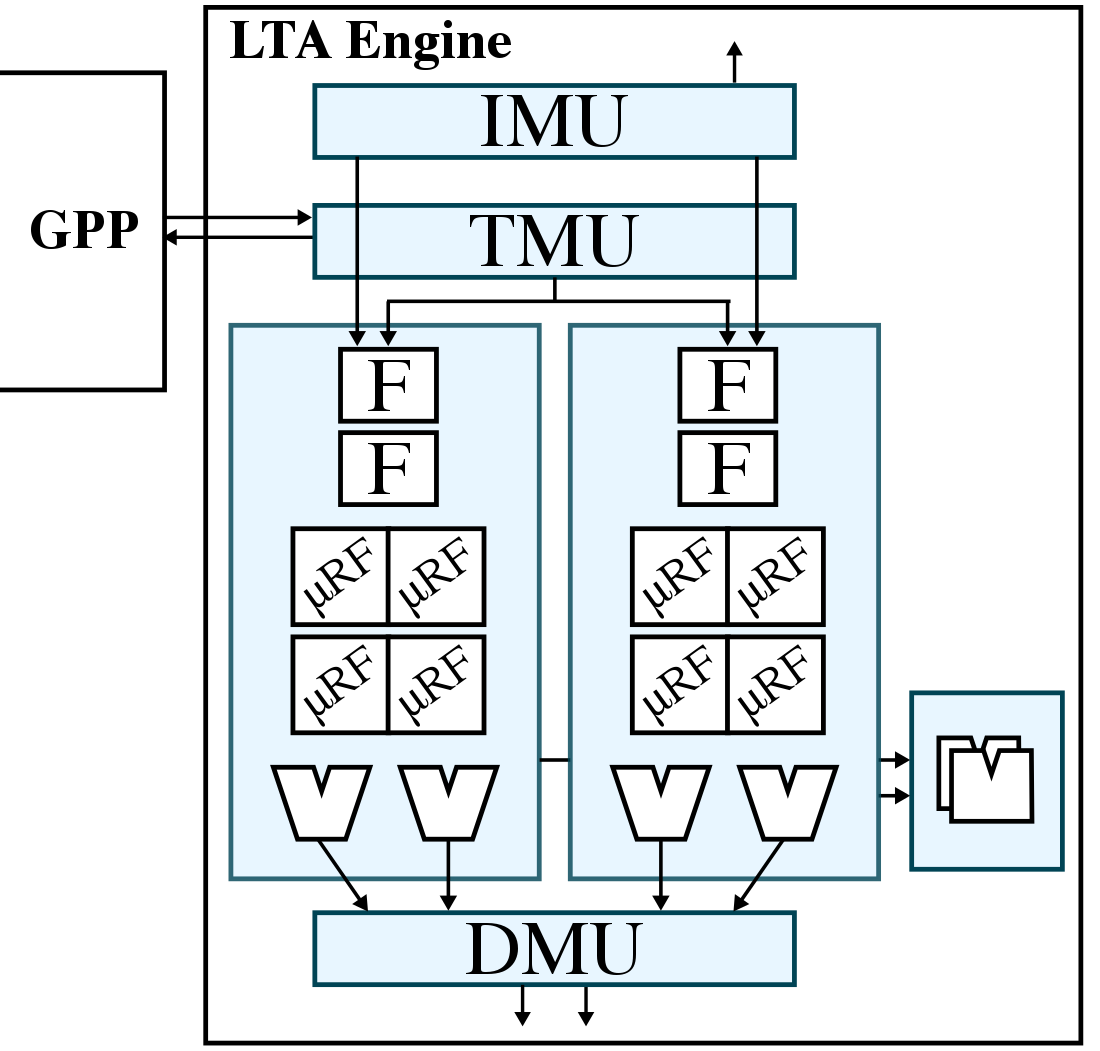 LTA Engine
IMU
GPP
TMU
F
F
F
F
µRF µRF
µRF µRF
µRF µRF
µRF µRF
DMU